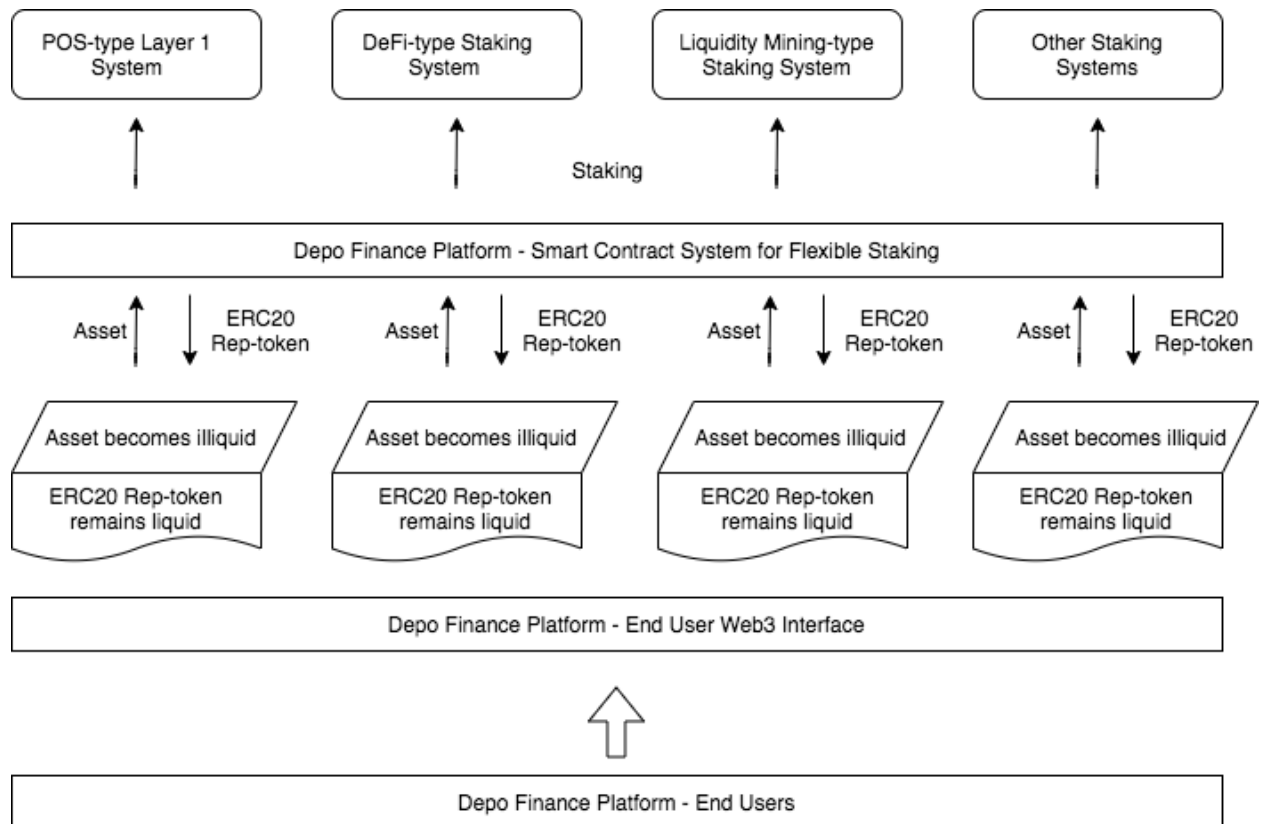 POS-type Layer 1
System
DeFi-type Staking
System
Liquidity Mining-type
Staking System
Other Staking
Systems
Staking
Depo Finance Platform - Smart Contract System for Flexible Staking
Asset
ERC20
Rep-token
Asset
ERC20
Rep-token
Asset
ERC20
Rep-token
Asset
ERC20
Rep-token
Asset becomes illiquid
Asset becomes illiquid
Asset becomes illiquid
Asset becomes illiquid
ERC20 Rep-token
remains liquid
ERC20 Rep-token
remains liquid
ERC20 Rep-token
remains liquid
ERC20 Rep-token
remains liquid
Depo Finance Platform - End User Web3 Interface
Depo Finance Platform - End Users